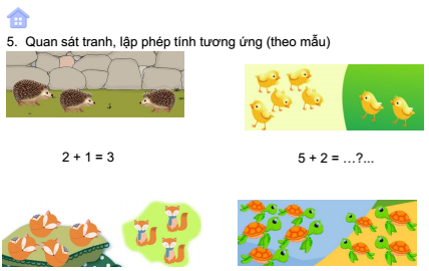 5. Quan sát tranh, lập phép tính tương ứng (theo mẫu)
2 + 1 = 3
5 + 2 = ...?...